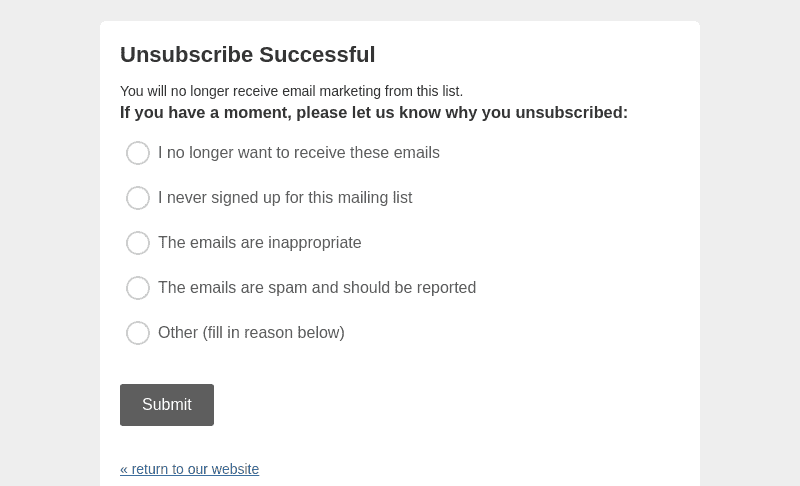 Unsubscribe Successful
You will no longer receive email marketing from this list.
If you have a moment, please let us know why you unsubscribed:
I no longer want to receive these emails
I never signed up for this mailing list
The emails are inappropriate
The emails are spam and should be reported
Other (fill in reason below)
Submit
« return to our website